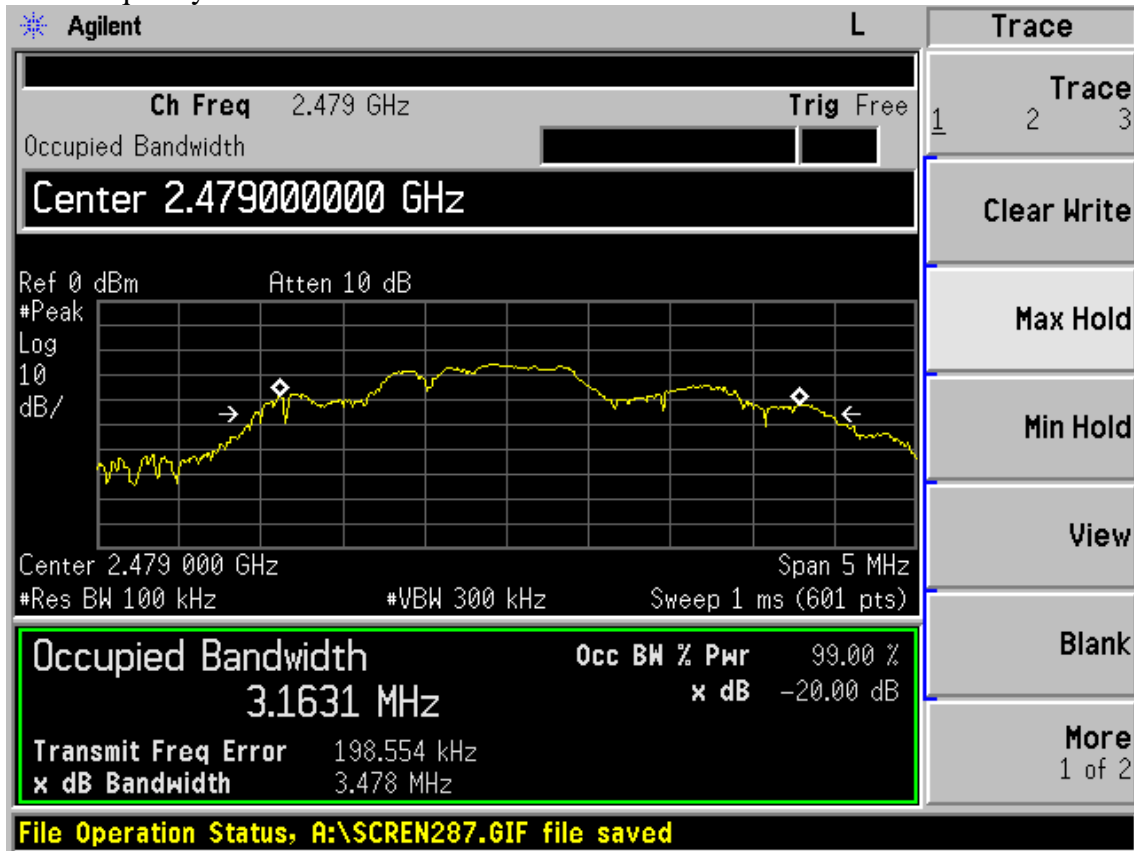 Agilent L Trace
Ch Freq 2.479 GHz Trig Free
Occupied Bandwidth
Center 2.479000000 GHz
Ref 0 dBm Atten 10 dB
#Peak
Log
10
dB/
Center 2.479 000 GHz Span 5 MHz
#Res BW 100 kHz #VBW 300 kHz Sweep 1 ms (601 pts)
Occupied Bandwidth Occ BW % Pwr 99.00 %
3.1631 MHz x dB -20.00 dB
Transmit Freq Error 198.554 kHz
x dB Bandwidth 3.478 MHz
File Operation Status, A:\SCREN287.GIF file saved
Trace
1 2 3
Clear Write
Max Hold
Min Hold
View
Blank
More
1 of 2